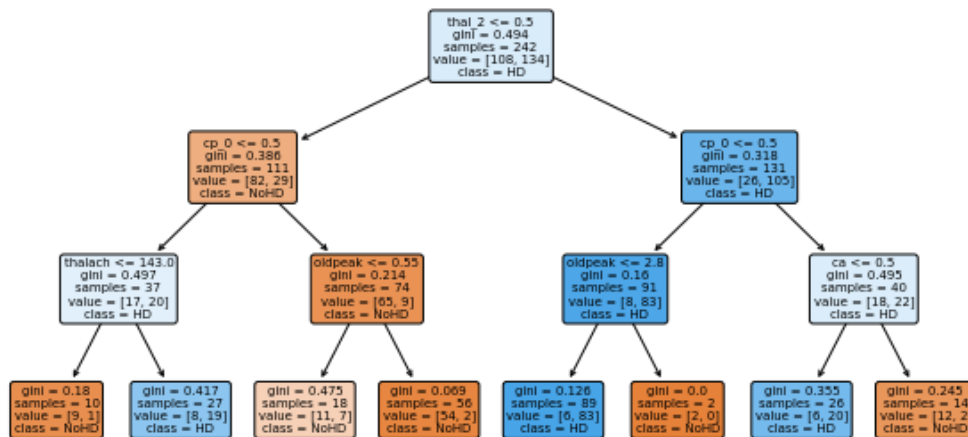 thal_2 <= 0.5
gini = 0.494
samples = 242
value = [108, 134]
class = HD
cp_0 <= 0.5
gini = 0.386
samples = 111
value = [82, 29]
class = NoHD
cp_0 <= 0.5
gini = 0.318
samples = 131
value = [26, 105]
class = HD
thalach <= 143.0
gini = 0.497
samples = 37
value = [17, 20]
class = HD
oldpeak <= 0.55
gini = 0.214
samples = 74
value = [65, 9]
class = NoHD
oldpeak <= 2.8
gini = 0.16
samples = 91
value = [8, 83]
class = HD
ca <= 0.5
gini = 0.495
samples = 40
value = [18, 22]
class = HD
gini = 0.18
samples = 10
value = [9, 1]
class = NoHD
gini = 0.417
samples = 27
value = [8, 19]
class = HD
gini = 0.475
samples = 18
value = [11, 7]
class = NoHD
gini = 0.069
samples = 56
value = [54, 2]
class = NoHD
gini = 0.126
samples = 89
value = [6, 83]
class = HD
gini = 0.0
samples = 2
value = [2, 0]
class = NoHD
gini = 0.355
samples = 26
value = [6, 20]
class = HD
gini = 0.245
samples = 14
value = [12, 2
class = NoHD